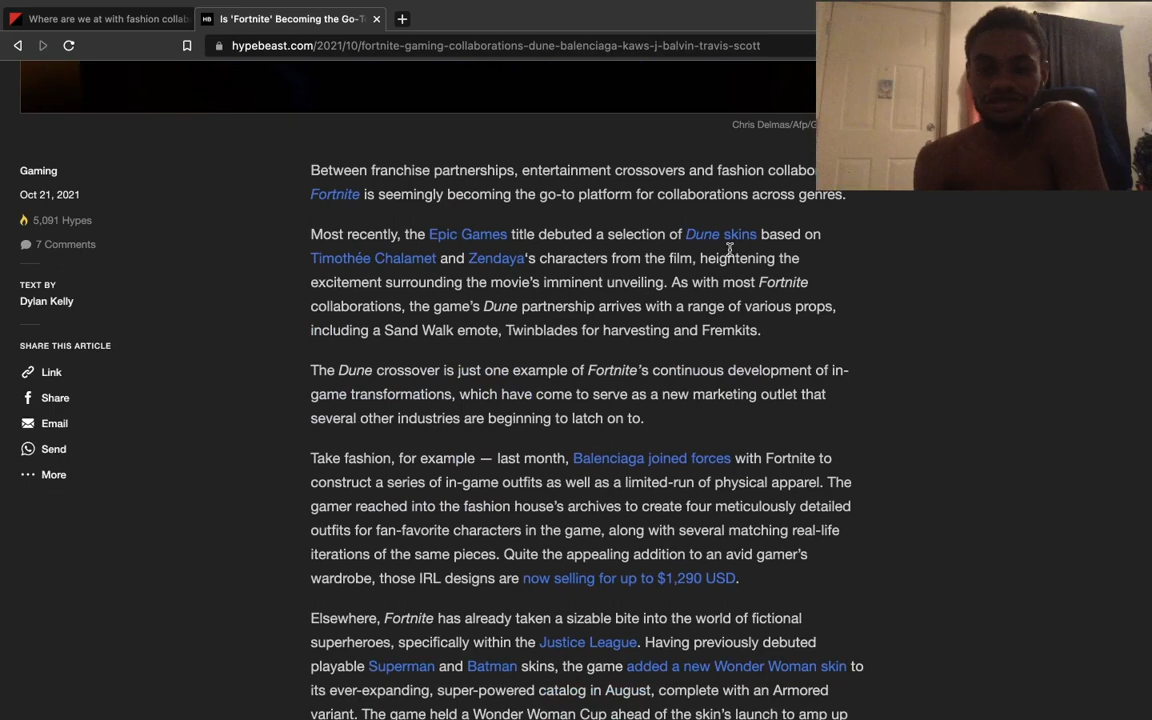 Where are we at with fashion collab
HB Is 'Fortnite' Becoming the Go-T
hypebeast.com/2021/10/fortnite-gaming-collaborations-dune-balenciaga-kaws-j-balvin-travis-scott
Chris Delmas/Afp/G
Gaming
Oct 21, 2021
5,091 Hypes
7 Comments
TEXT BY
Dylan Kelly
SHARE THIS ARTICLE
Link
Share
Email
Send
More
Between franchise partnerships, entertainment crossovers and fashion collabo
Fortnite is seemingly becoming the go-to platform for collaborations across genres.
Most recently, the Epic Games title debuted a selection of Dune skins based on
Timothée Chalamet and Zendaya‘s characters from the film, heightening the
excitement surrounding the movie’s imminent unveiling. As with most Fortnite
collaborations, the game’s Dune partnership arrives with a range of various props,
including a Sand Walk emote, Twinblades for harvesting and Fremkits.
The Dune crossover is just one example of Fortnite’s continuous development of in-
game transformations, which have come to serve as a new marketing outlet that
several other industries are beginning to latch on to.
Take fashion, for example — last month, Balenciaga joined forces with Fortnite to
construct a series of in-game outfits as well as a limited-run of physical apparel. The
gamer reached into the fashion house’s archives to create four meticulously detailed
outfits for fan-favorite characters in the game, along with several matching real-life
iterations of the same pieces. Quite the appealing addition to an avid gamer’s
wardrobe, those IRL designs are now selling for up to $1,290 USD.
Elsewhere, Fortnite has already taken a sizable bite into the world of fictional
superheroes, specifically within the Justice League. Having previously debuted
playable Superman and Batman skins, the game added a new Wonder Woman skin to
its ever-expanding, super-powered catalog in August, complete with an Armored
variant. The game held a Wonder Woman Cup ahead of the skin’s launch to amp up